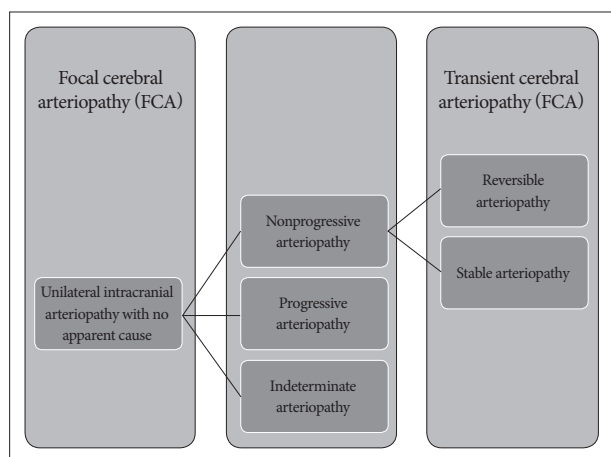 Focal cerebral
arteriopathy (FCA)
Unilateral intracranial
arteriopathy with no
apparent cause
Nonprogressive
arteriopathy
Progressive
arteriopathy
Indeterminate
arteriopathy
Transient cerebral
arteriopathy (FCA)
Reversible
arteriopathy
Stable arteriopathy